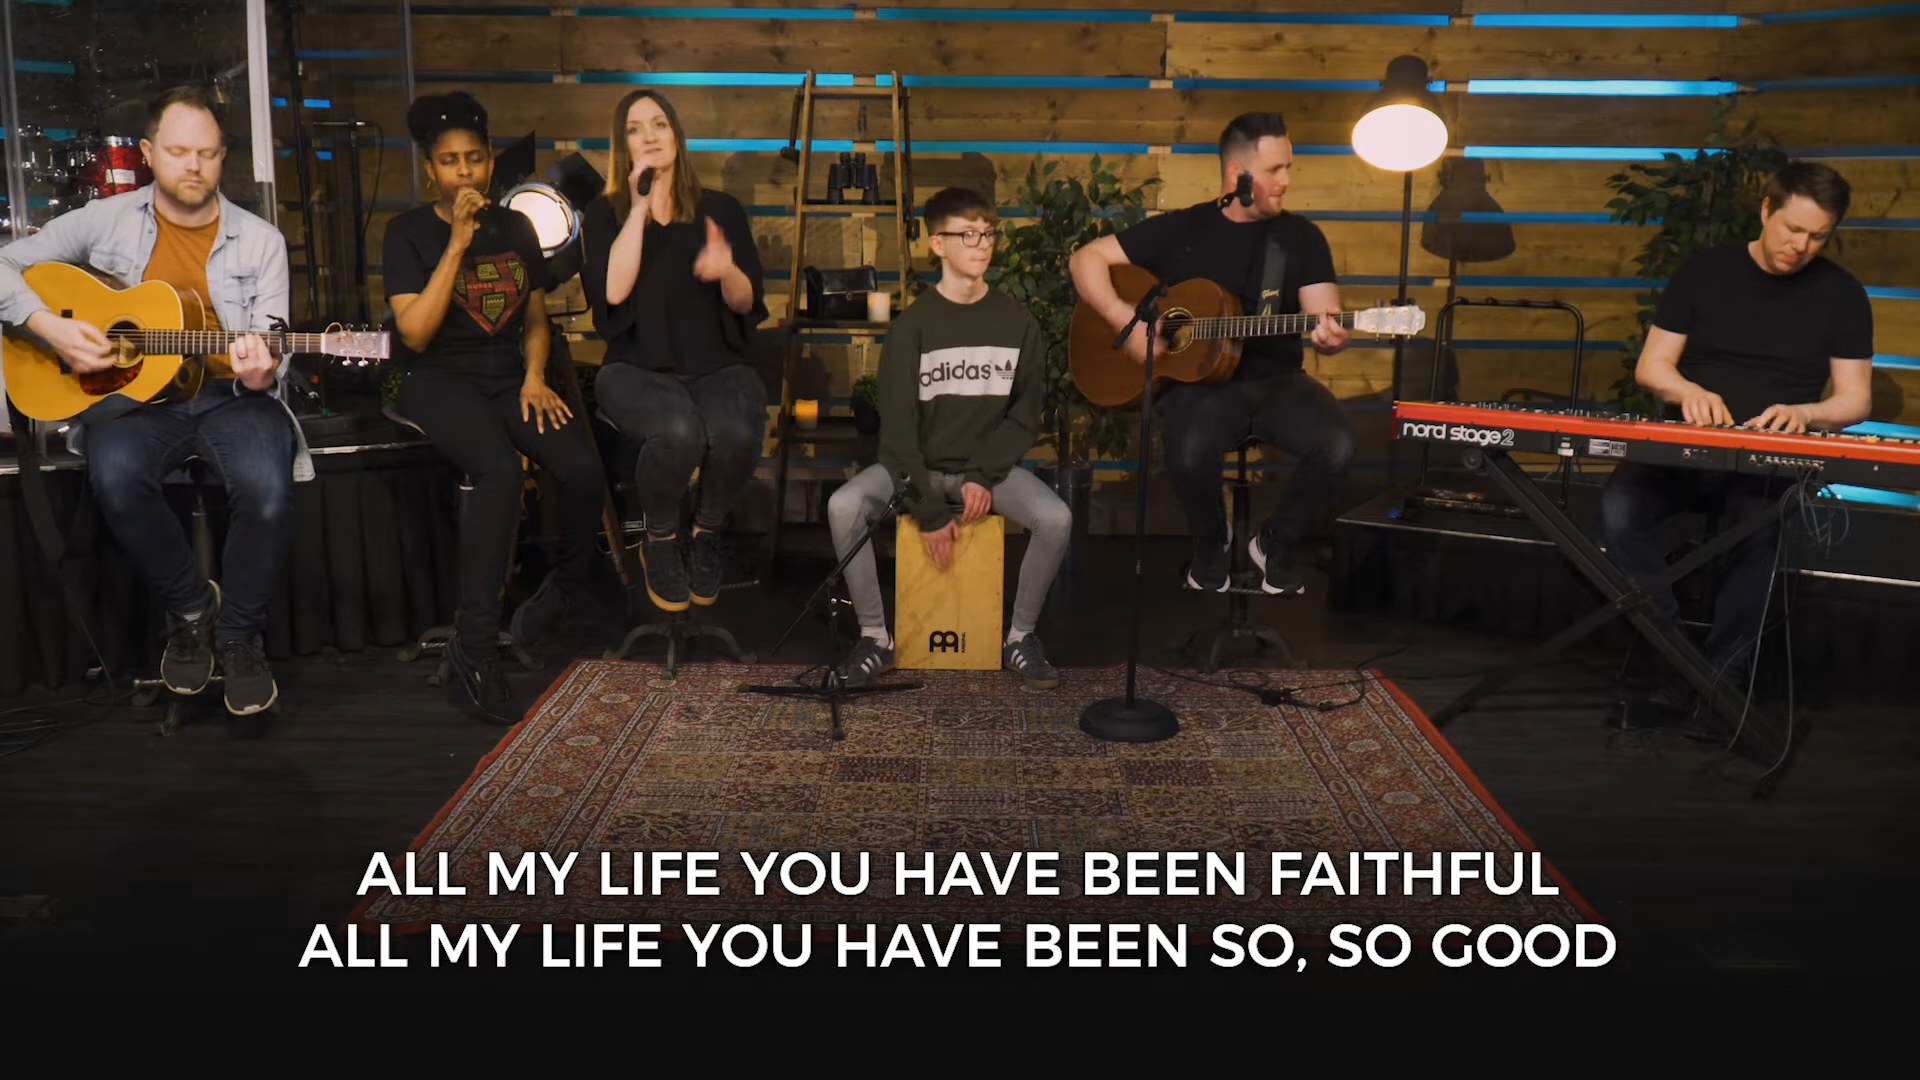 adidas
nord stage 2
ALL MY LIFE YOU HAVE BEEN FAITHFUL
ALL MY LIFE YOU HAVE BEEN SO, SO GOOD